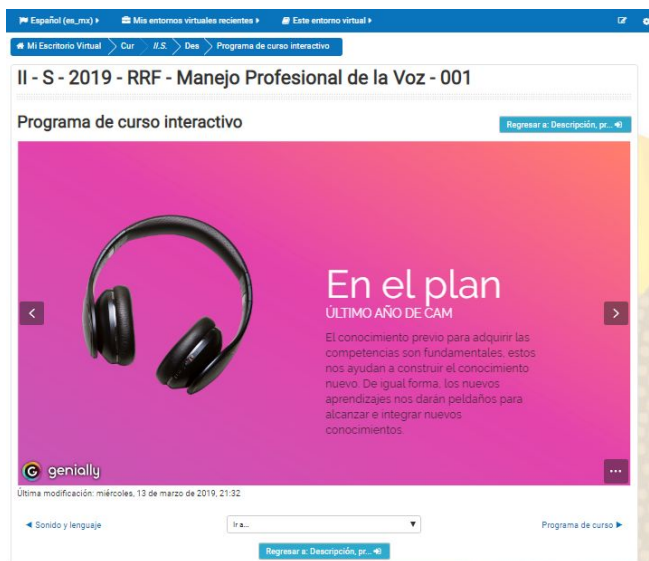 Español (es_mx)
Mis entornos virtuales recientes
Este entorno virtual
Mi Escritorio Virtual
Cur
II.S.
Des
Programa de curso interactivo
II - S - 2019 - RRF - Manejo Profesional de la Voz - 001
Programa de curso interactivo
Regresar a: Descripción, pr...
En el plan
ÚLTIMO AÑO DE CAM
El conocimiento previo para adquirir las
competencias son fundamentales, estos
nos ayudan a construir el conocimiento
nuevo. De igual forma, los nuevos
aprendizajes nos darán peldaños para
alcanzar e integrar nuevos
conocimientos.
genially
Última modificación: miércoles, 13 de marzo de 2019, 21:32
Sonido y lenguaje
Ir a...
Programa de curso
Regresar a: Descripción, pr...